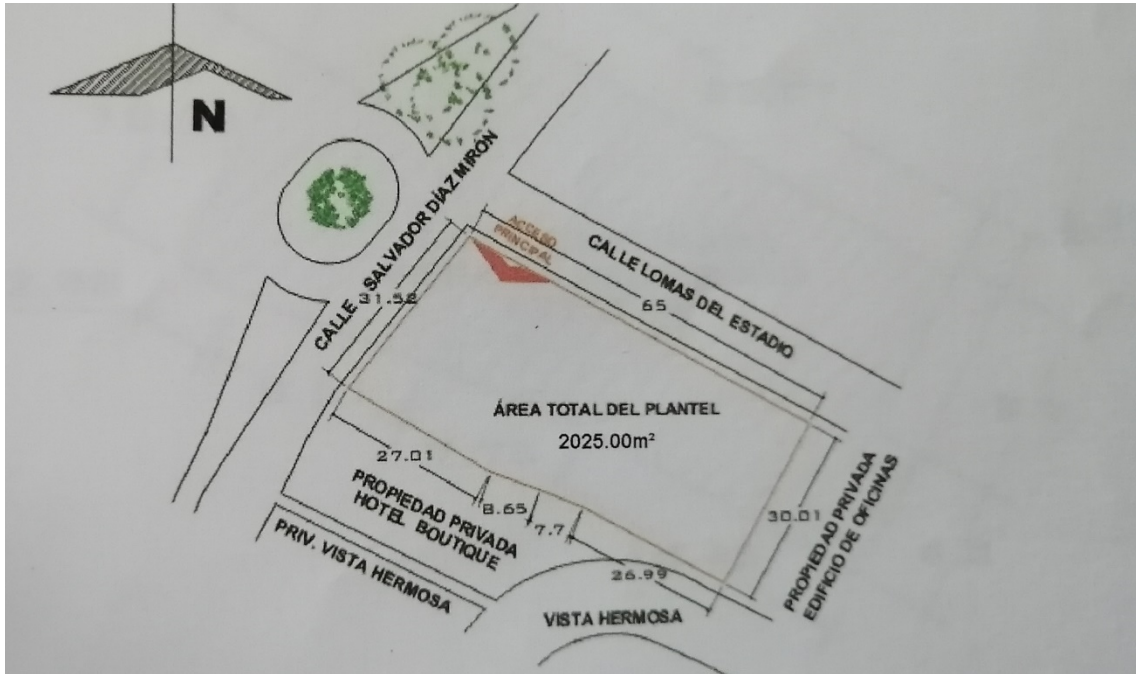 N
CALLE SALVADOR DÍAZ MIRÓN
31.52
ACCESO
PRINCIPAL
CALLE LOMAS DEL ESTADIO
65
ÁREA TOTAL DEL PLANTEL
2025.00m²
27.01
8.65
7.7
26.99
30.01
PROPIEDAD PRIVADA
HOTEL BOUTIQUE
PRIV. VISTA HERMOSA
VISTA HERMOSA
PROPIEDAD PRIVADA
EDIFICIO DE OFICINAS